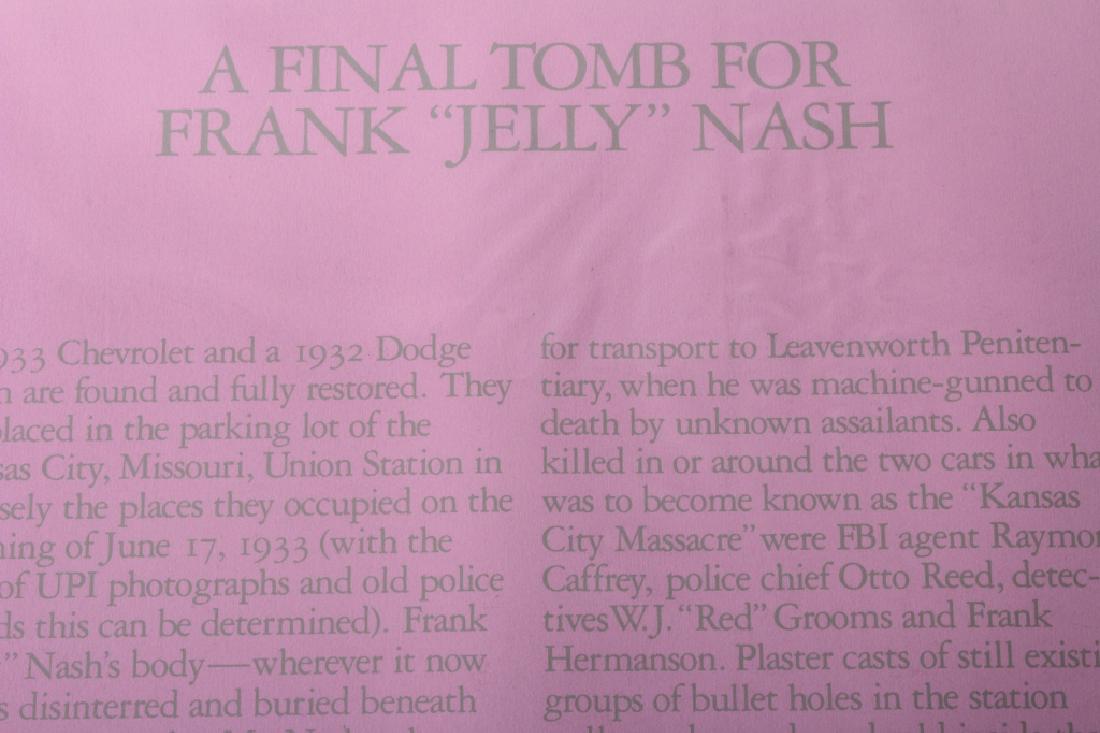 A FINAL TOMB FOR
FRANK “JELLY” NASH
933 Chevrolet and a 1932 Dodge
are found and fully restored. They
laced in the parking lot of the
sas City, Missouri, Union Station in
sely the places they occupied on the
ing of June 17, 1933 (with the
of UPI photographs and old police
ds this can be determined). Frank
” Nash’s body—wherever it now
s disinterred and buried beneath
for transport to Leavenworth Peniten-
tiary, when he was machine-gunned to
death by unknown assailants. Also
killed in or around the two cars in wha
was to become known as the “Kansas
City Massacre” were FBI agent Raymon
Caffrey, police chief Otto Reed, detec-
tives W.J. “Red” Grooms and Frank
Hermanson. Plaster casts of still existi
groups of bullet holes in the station